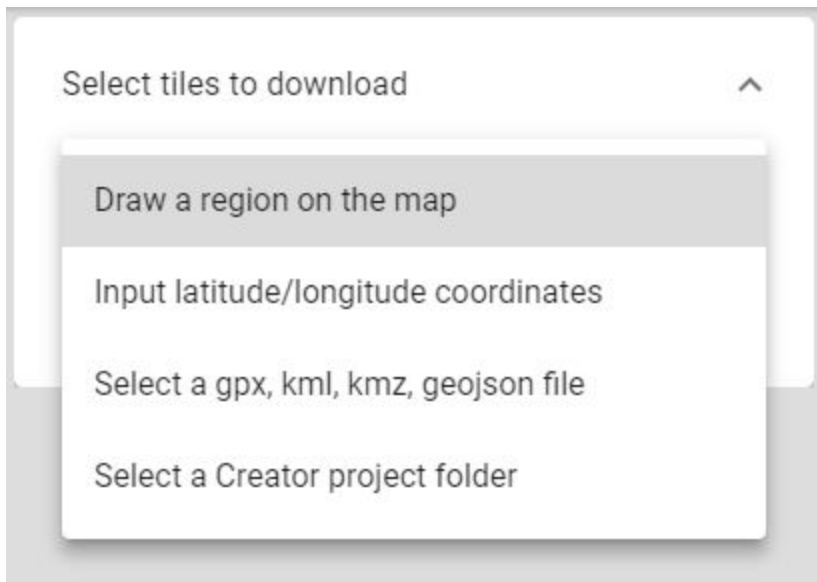 Select tiles to download
Draw a region on the map
Input latitude/longitude coordinates
Select a gpx, kml, kmz, geojson file
Select a Creator project folder